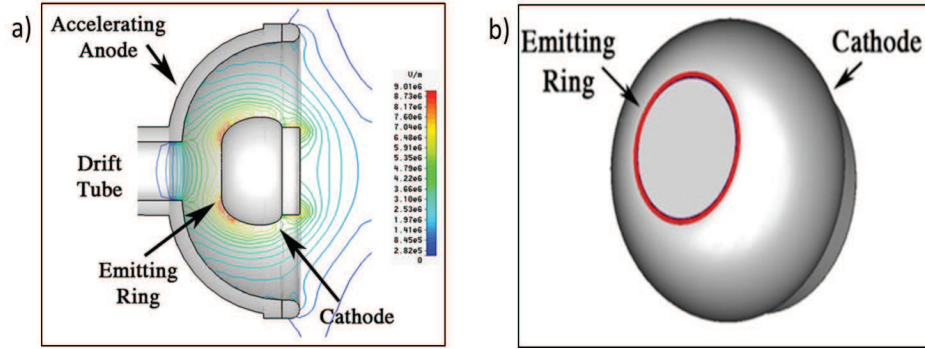 a)
Accelerating
Anode
V/m
9.01e6
8.73e6
8.17e6
7.60e6
7.04e6
6.48e6
5.91e6
5.35e6
4.79e6
4.22e6
3.66e6
3.10e6
2.53e6
1.97e6
1.41e6
8.45e5
2.82e5
0
Drift
Tube
Emitting
Ring
Cathode
b)
Emitting
Ring
Cathode